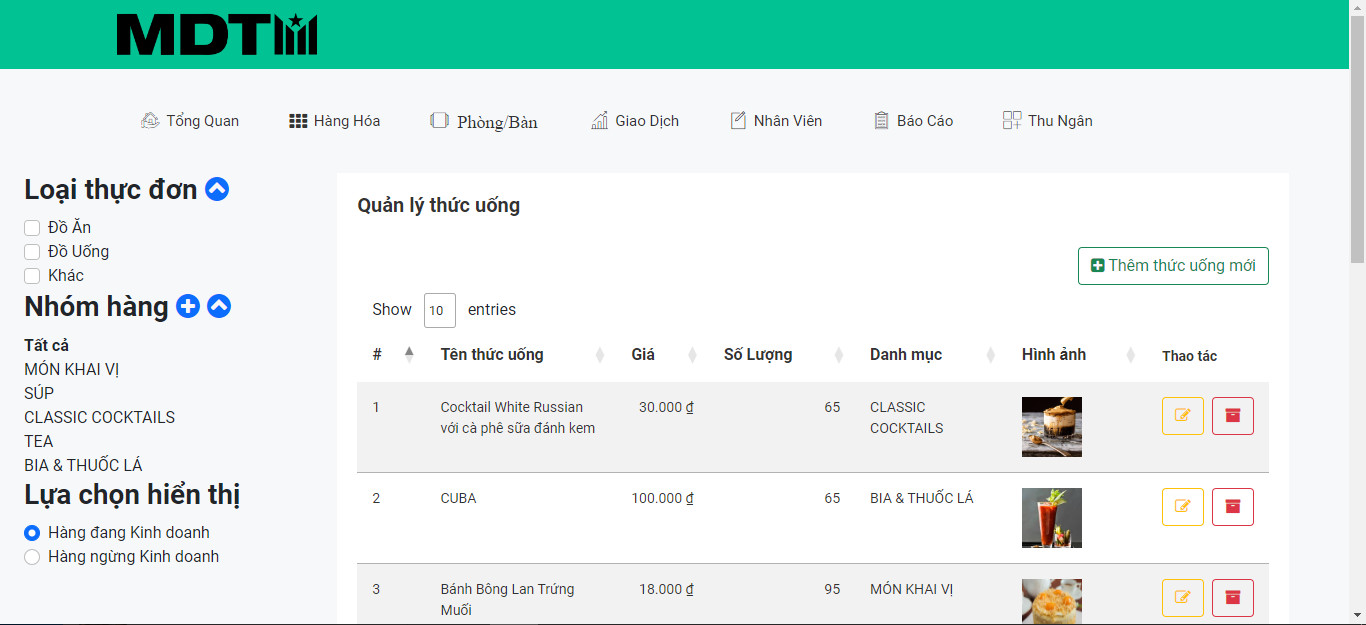 MDTM
Tổng Quan
Hàng Hóa
Phòng/Bàn
Giao Dịch
Nhân Viên
Báo Cáo
Thu Ngân
Loại thực đơn
Đồ Ăn
Đồ Uống
Khác
Nhóm hàng
Tất cả
MÓN KHAI VỊ
SÚP
CLASSIC COCKTAILS
TEA
BIA & THUỐC LÁ
Lựa chọn hiển thị
Hàng đang Kinh doanh
Hàng ngừng Kinh doanh
Quản lý thức uống
Thêm thức uống mới
Show 10 entries
# Tên thức uống Giá Số Lượng Danh mục Hình ảnh Thao tác
1 Cocktail White Russian 30.000 ₫ 65 CLASSIC
với cà phê sữa đánh kem COCKTAILS
2 CUBA 100.000 ₫ 65 BIA & THUỐC LÁ
3 Bánh Bông Lan Trứng 18.000 ₫ 95 MÓN KHAI VỊ
Muối